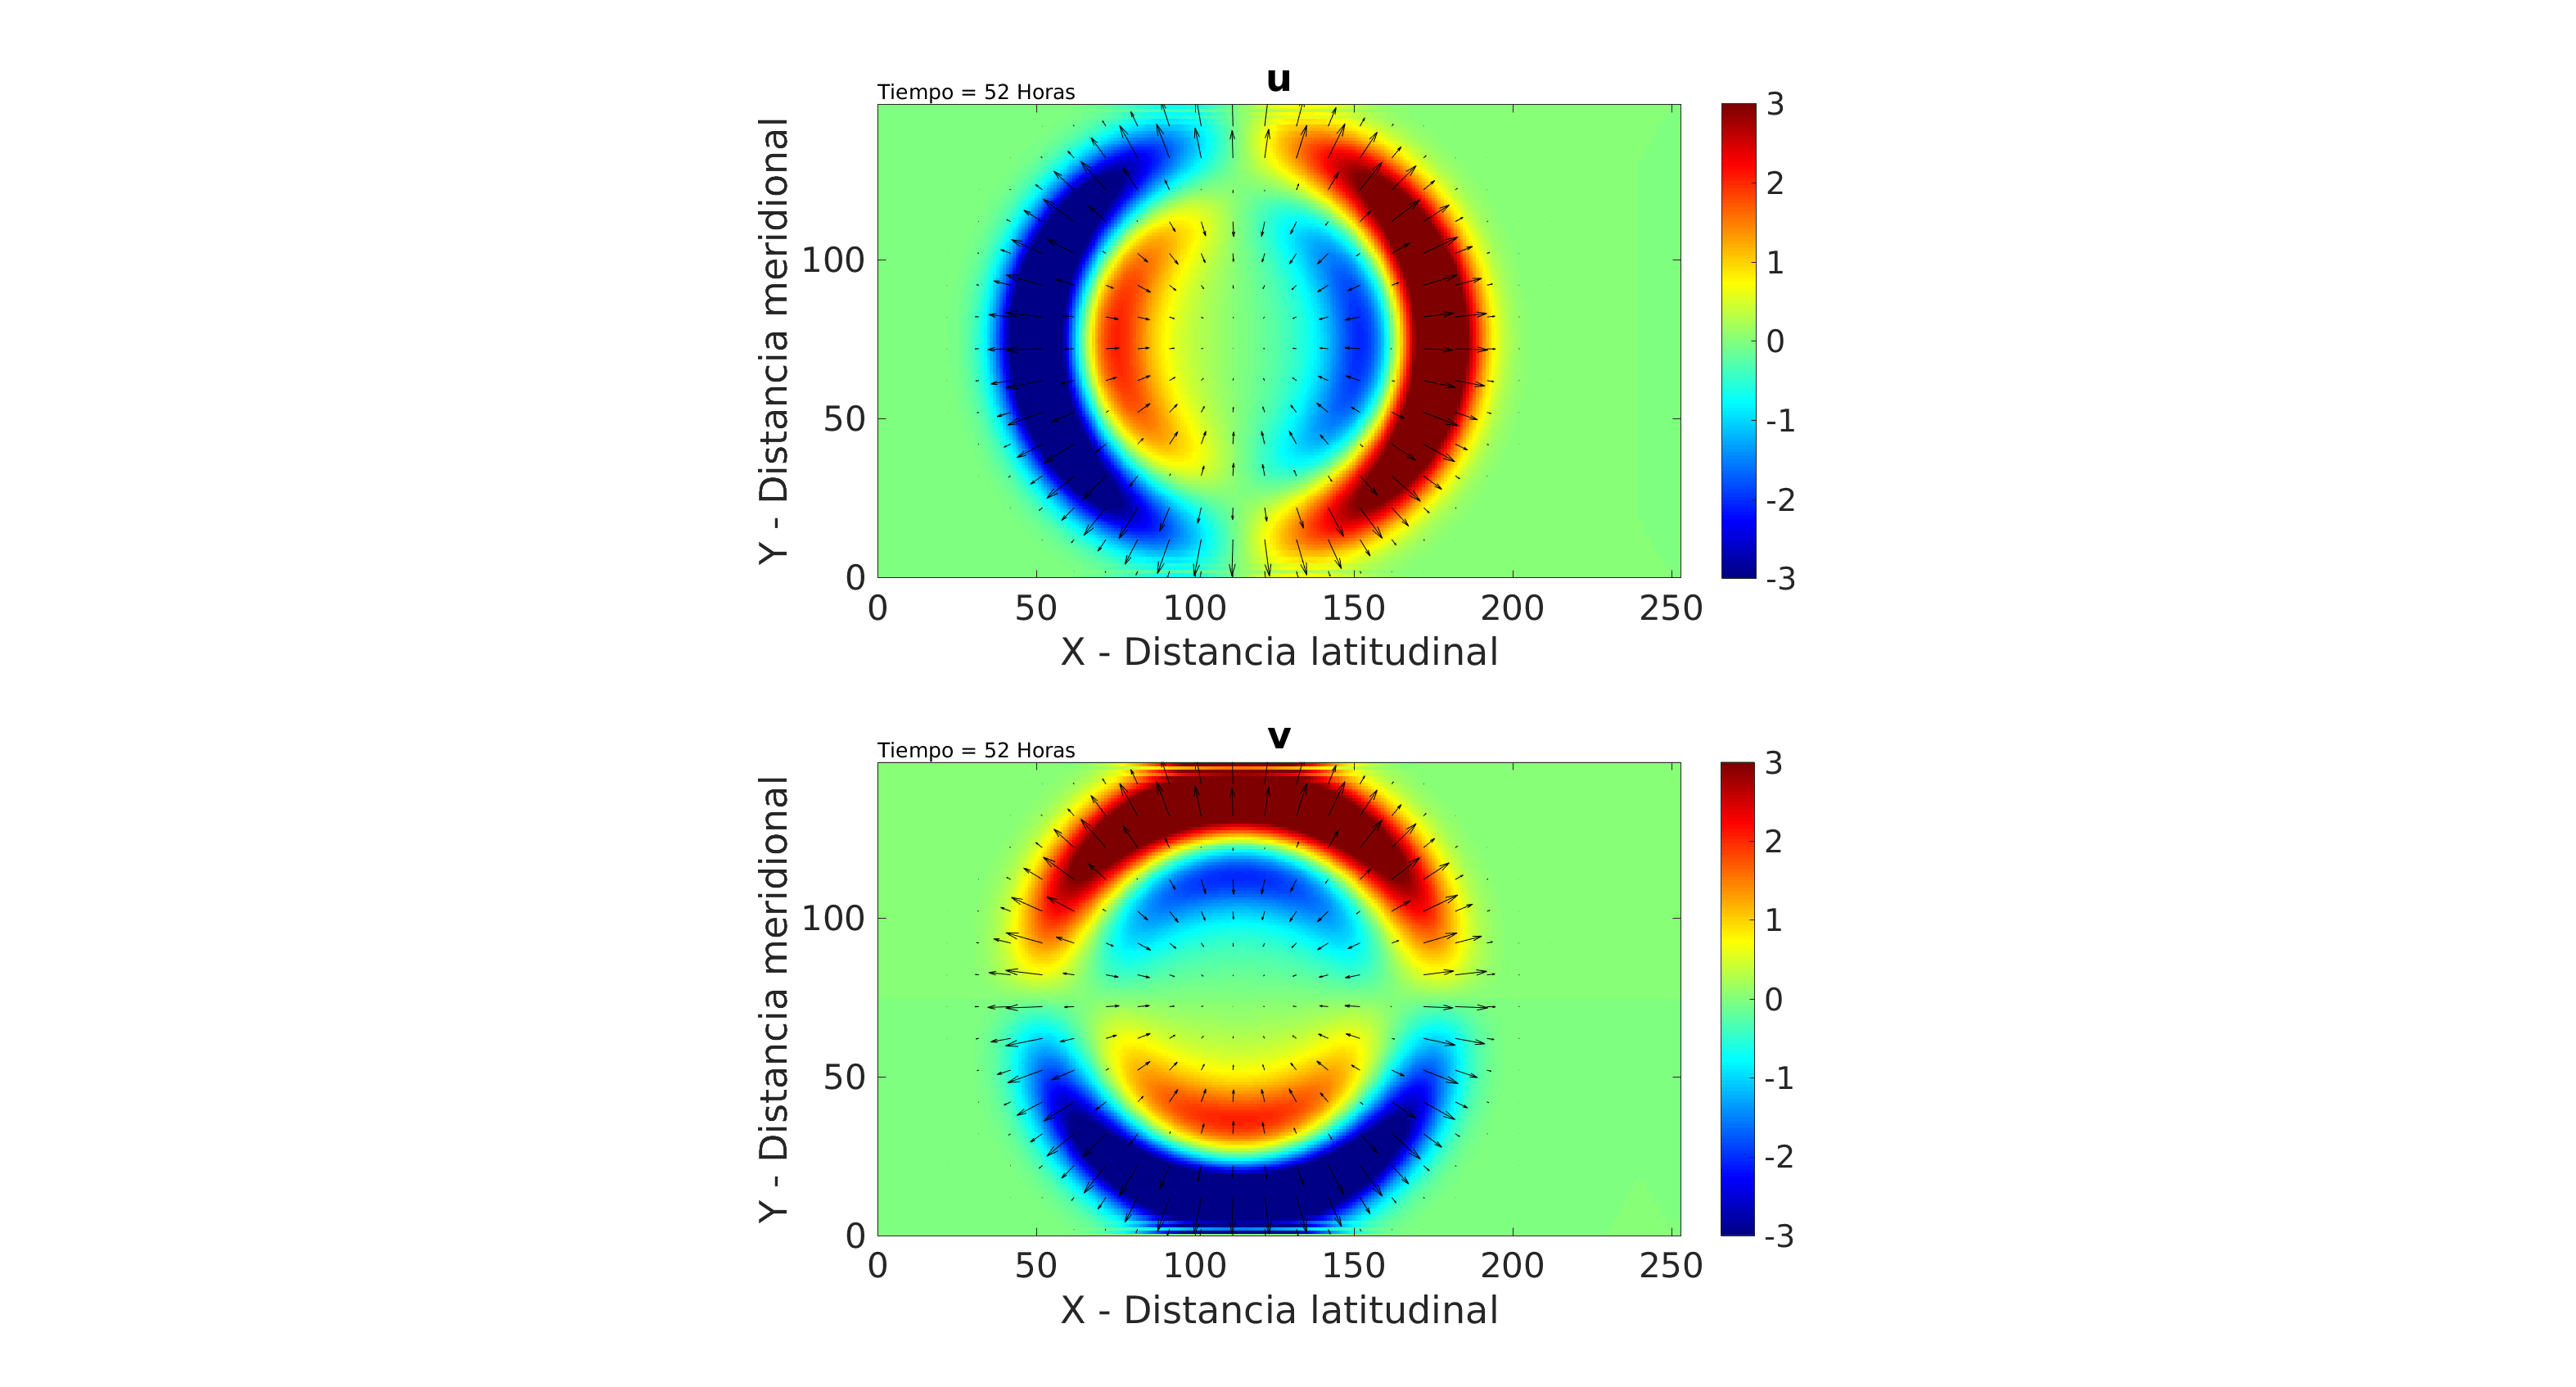 u
Tiempo = 52 Horas
Y - Distancia meridional
100
50
0
0 50 100 150 200 250
X - Distancia latitudinal
3
2
1
0
-1
-2
-3
v
Tiempo = 52 Horas
Y - Distancia meridional
100
50
0
0 50 100 150 200 250
X - Distancia latitudinal
3
2
1
0
-1
-2
-3